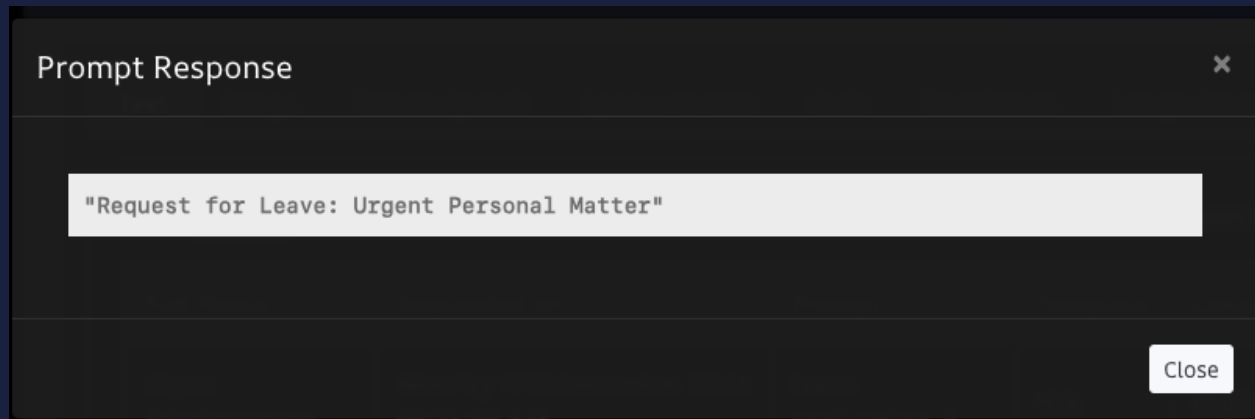 Prompt Response
×
"Request for Leave: Urgent Personal Matter"
Close